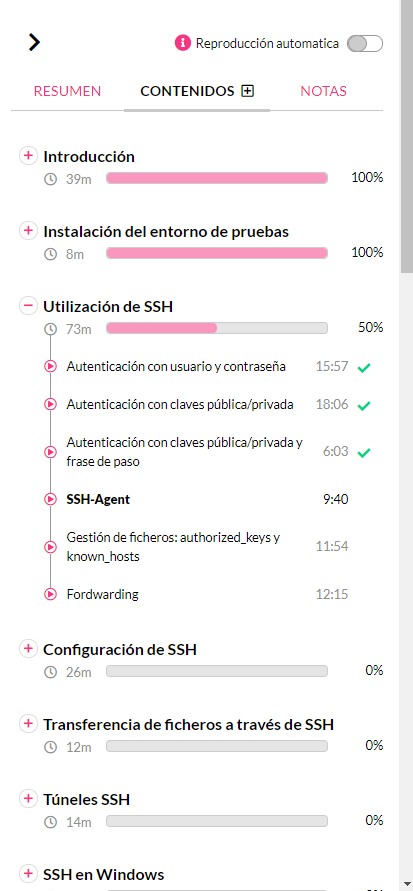 Reproducción automatica
RESUMEN CONTENIDOS NOTAS
Introducción
39m 100%
Instalación del entorno de pruebas
8m 100%
Utilización de SSH
73m 50%
Autenticación con usuario y contraseña 15:57
Autenticación con claves pública/privada 18:06
Autenticación con claves pública/privada y
frase de paso 6:03
SSH-Agent 9:40
Gestión de ficheros: authorized_keys y
known_hosts 11:54
Fordwarding 12:15
Configuración de SSH
26m 0%
Transferencia de ficheros a través de SSH
12m 0%
Túneles SSH
14m 0%
SSH en Windows